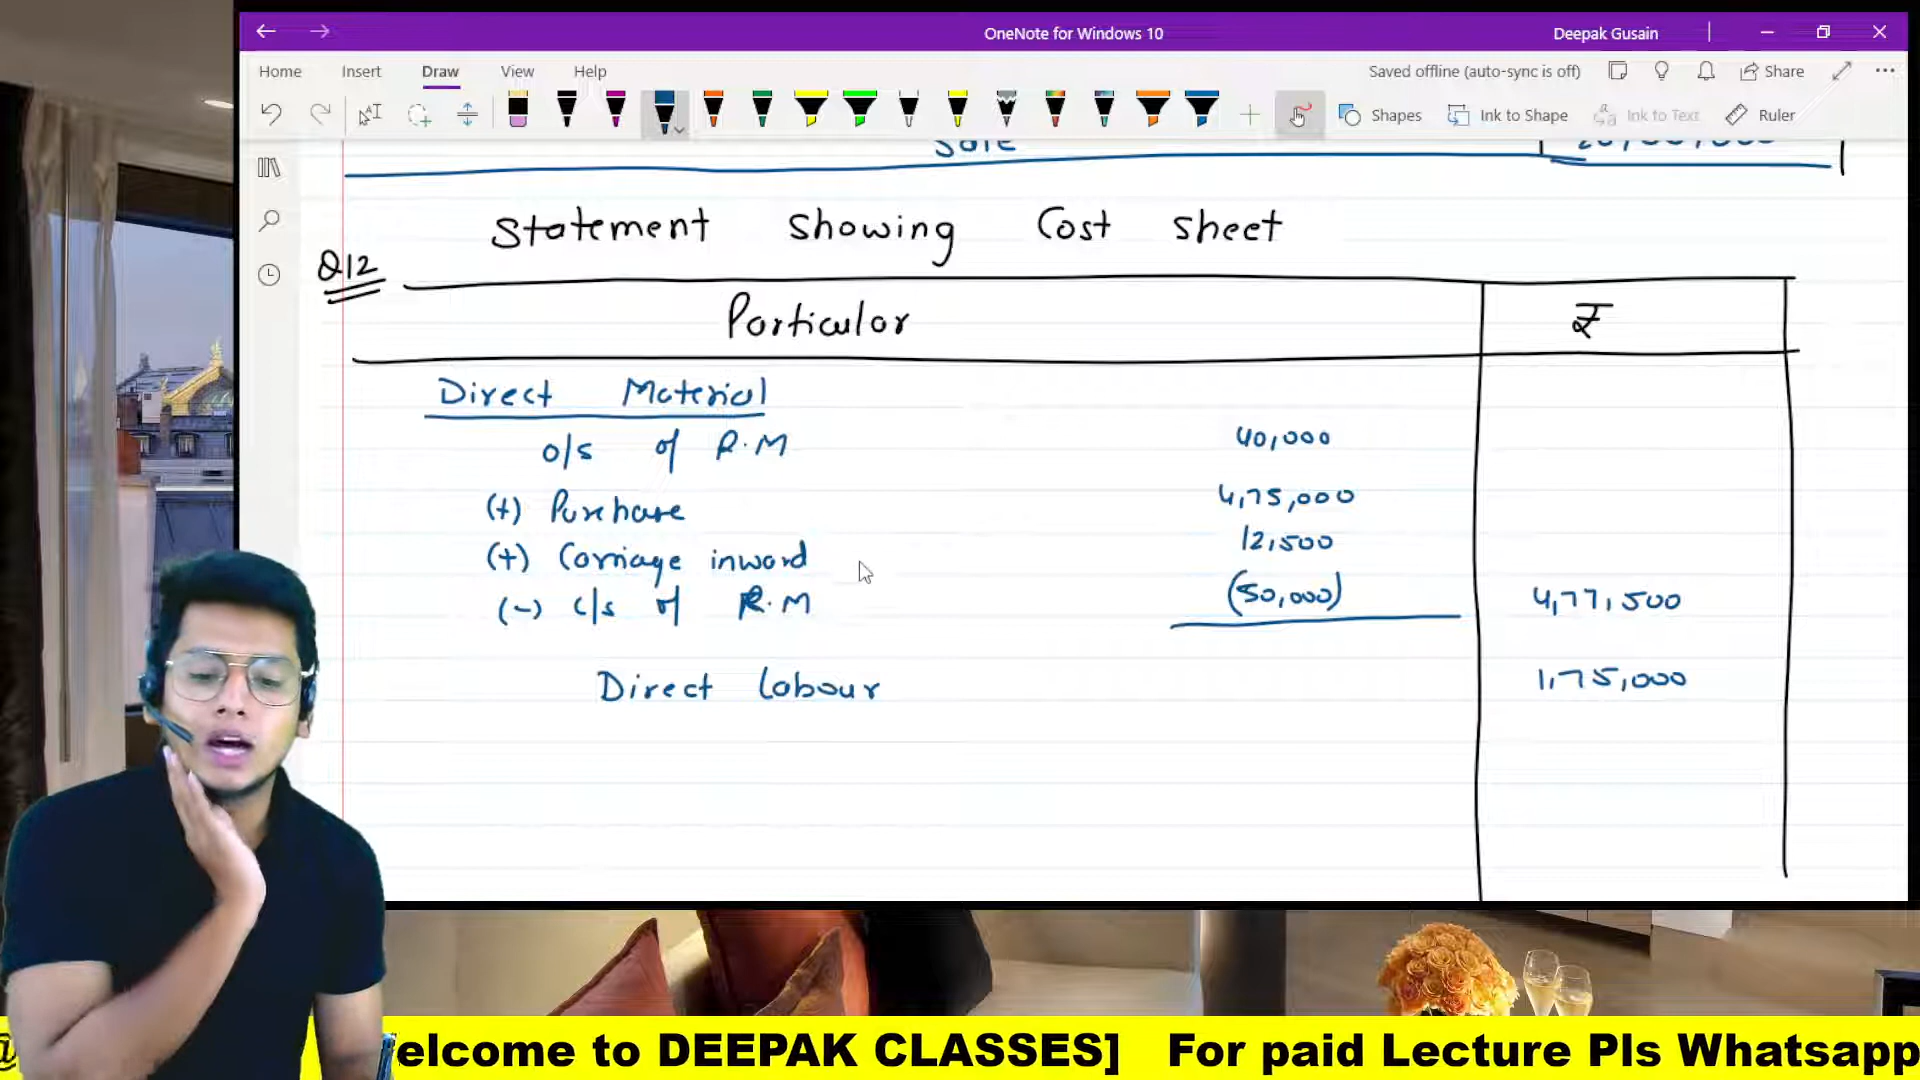 OneNote for Windows 10
Deepak Gusain
Home Insert Draw View Help
Saved offline (auto-sync is off)
Share
Shapes
Ink to Shape
Ink to Text
Ruler
Sale
Statement Showing Cost Sheet
Q12
Particular ₹
Direct Material
o/s of R.M 40,000
(+) Purchase 4,75,000
(+) Carriage inward 12,500
(-) c/s of R.M (50,000) 4,77,500
Direct labour 1,75,000
elcome to DEEPAK CLASSES] For paid Lecture Pls Whatsapp